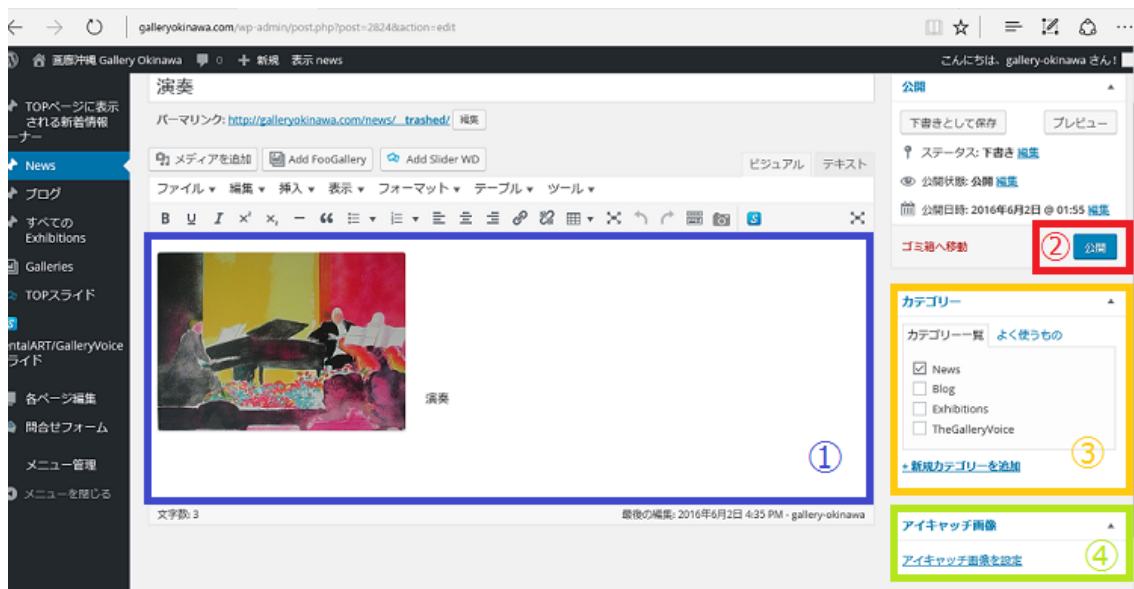 galleryokinawa.com/wp-admin/post.php?post=2824&action=edit
画廊沖縄 Gallery Okinawa 0 + 新規 表示 news こんにちは、gallery-okinawa さん!
TOPページに表示
される新着情報
ーナー
News
ブログ
すべての
Exhibitions
Galleries
TOPスライド
ntalART/GalleryVoice
ライド
各ページ編集
問合せフォーム
メニュー管理
メニューを閉じる
演奏
パーマリンク: http://galleryokinawa.com/news/__trashed/ 編集
メディアを追加 Add FooGallery Add Slider WD ビジュアル テキスト
ファイル 編集 挿入 表示 フォーマット テーブル ツール
B U I x² x, “
演奏
①
文字数: 3 最後の編集: 2016年6月2日 4:35 PM - gallery-okinawa
公開
下書きとして保存 プレビュー
ステータス: 下書き 編集
公開状態: 公開 編集
公開日時: 2016年6月2日 @ 01:55 編集
ゴミ箱へ移動 ② 公開
カテゴリー
カテゴリー一覧 よく使うもの
News
Blog
Exhibitions
TheGalleryVoice
+ 新規カテゴリーを追加
③
アイキャッチ画像
アイキャッチ画像を設定
④